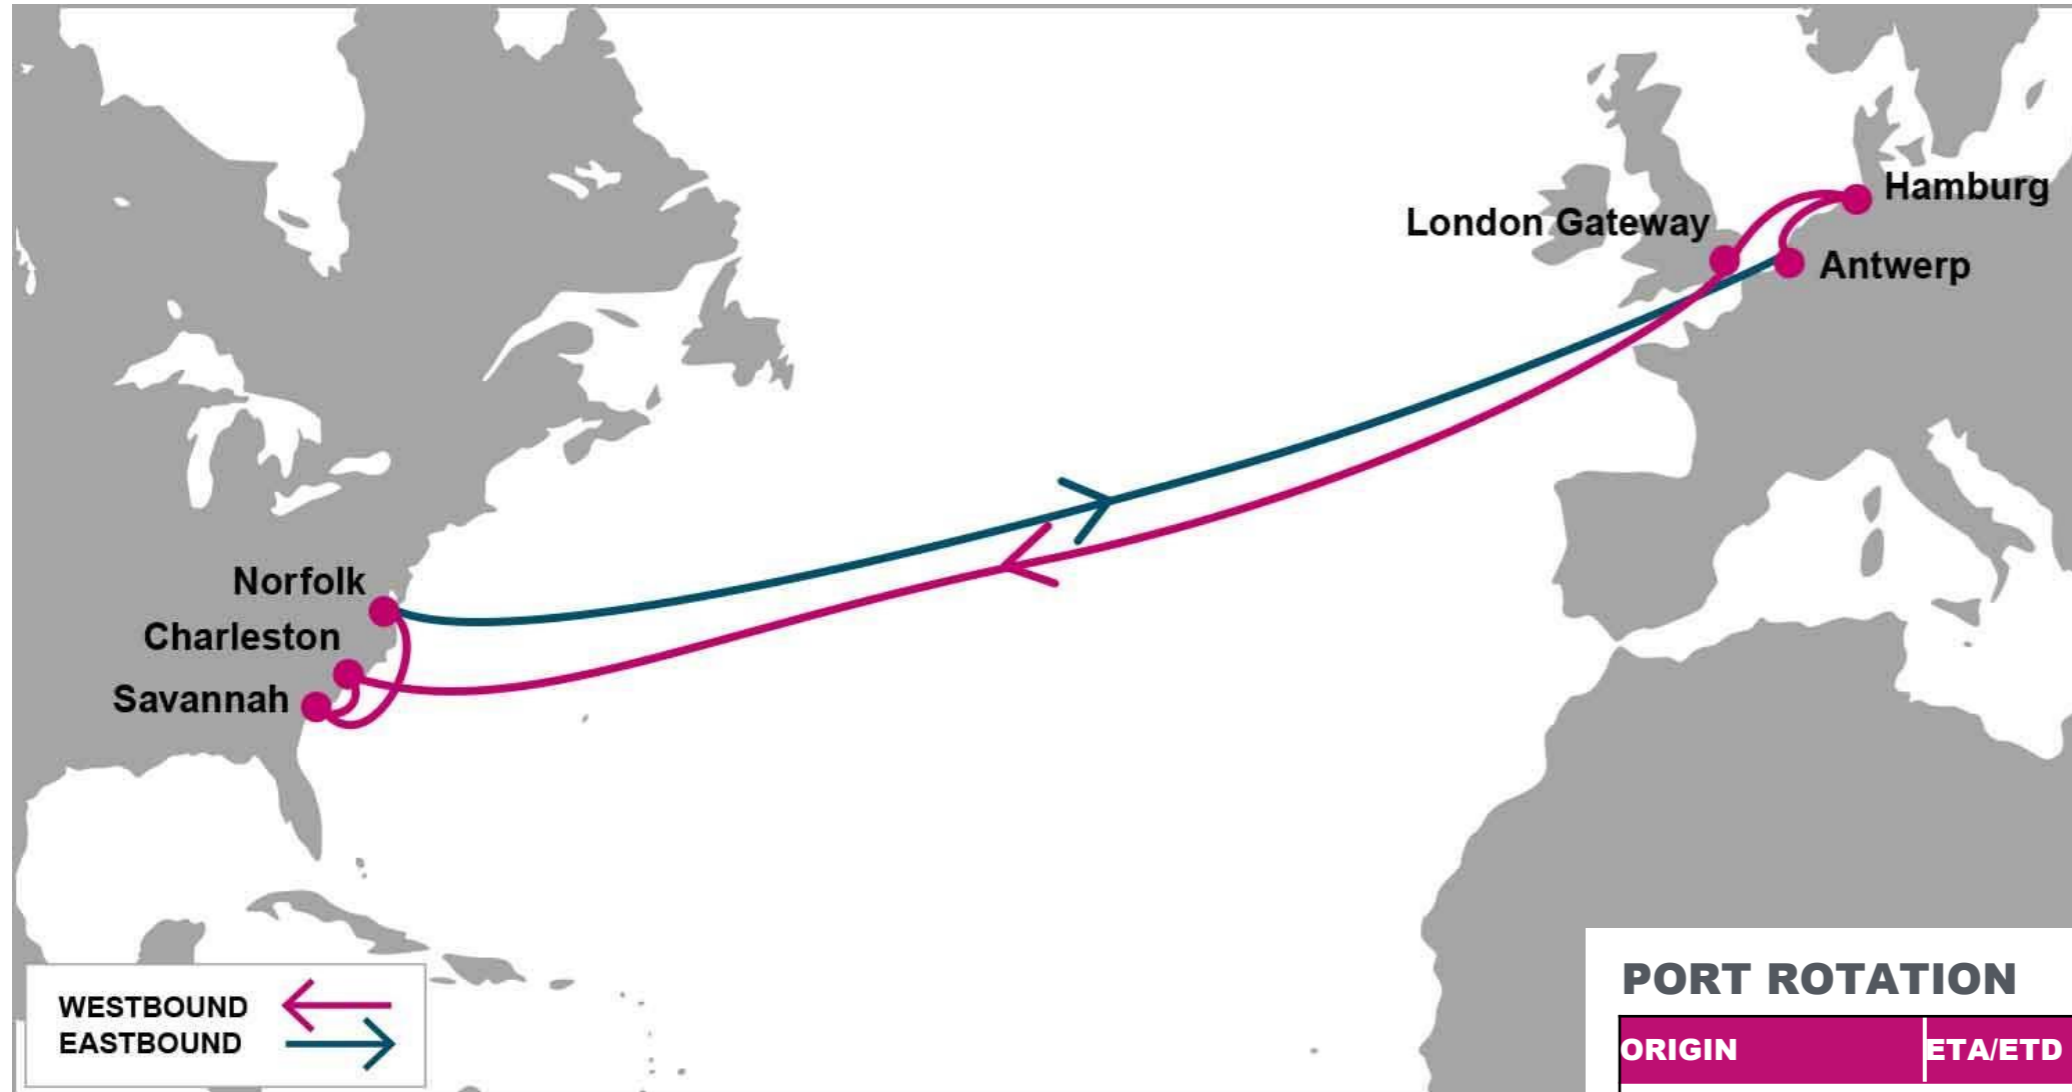 Hamburg
London Gateway
Antwerp
Norfolk
Charleston
Savannah
WESTBOUND
EASTBOUND
PORT ROTATION
ORIGIN ETA/ETD